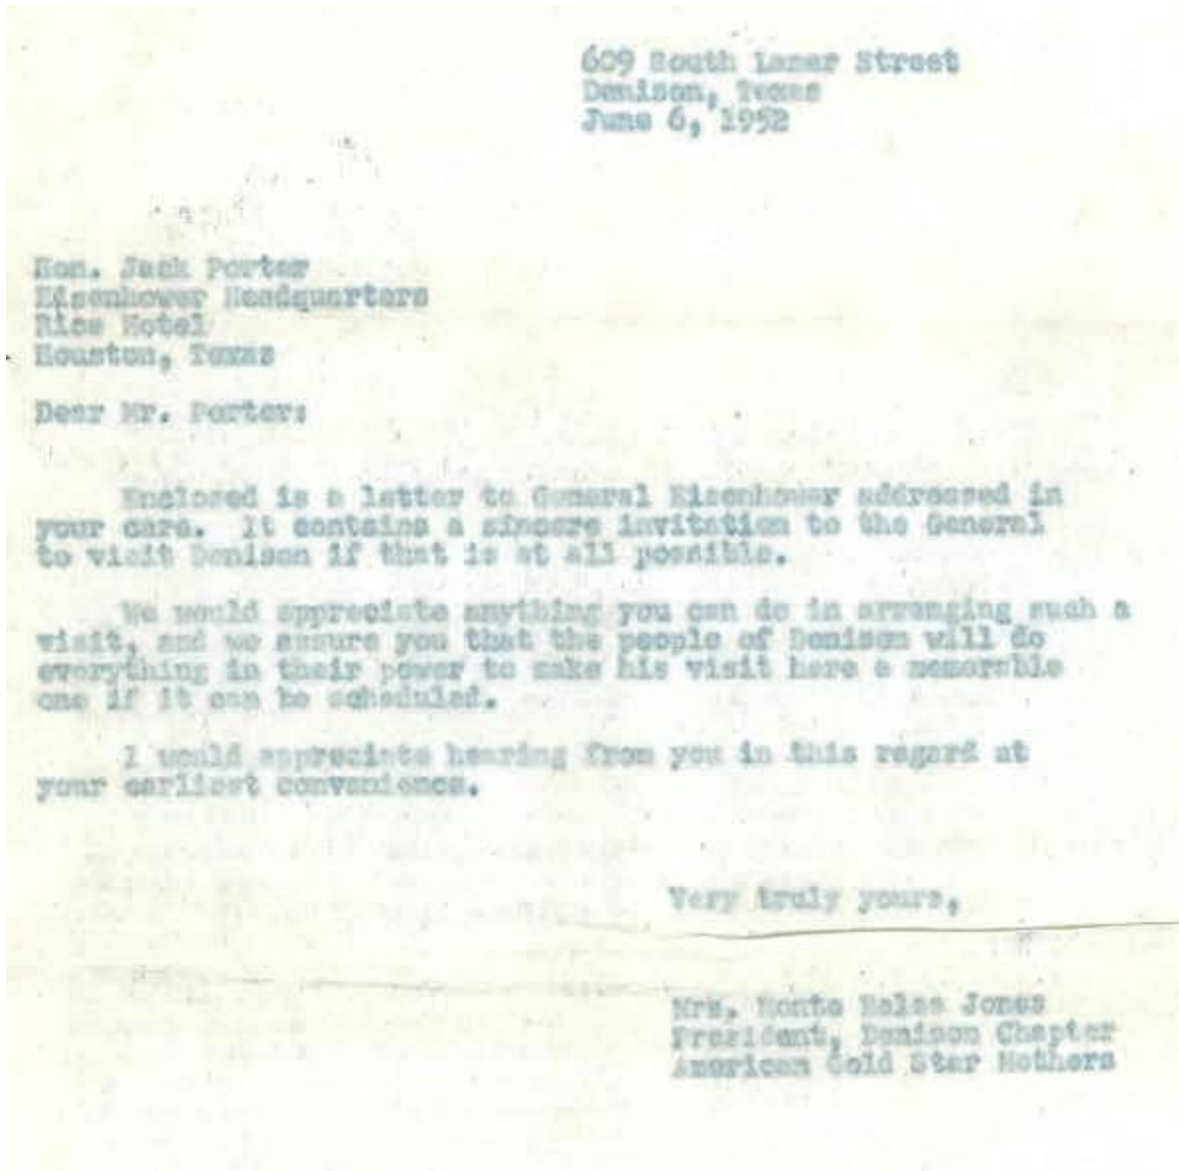 609 South Lamar Street
Denison, Texas
June 6, 1952
Hon. Jack Porter
Eisenhower Headquarters
Rice Hotel
Houston, Texas
Dear Mr. Porter:
Enclosed is a letter to General Eisenhower addressed in
your care. It contains a sincere invitation to the General
to visit Denison if that is at all possible.
We would appreciate anything you can do in arranging such a
visit, and we assure you that the people of Denison will do
everything in their power to make his visit here a memorable
one if it can be scheduled.
I would appreciate hearing from you in this regard at
your earliest convenience.
Very truly yours,
Mrs. Jones
President, Denison Chapter
American Gold Star Mothers